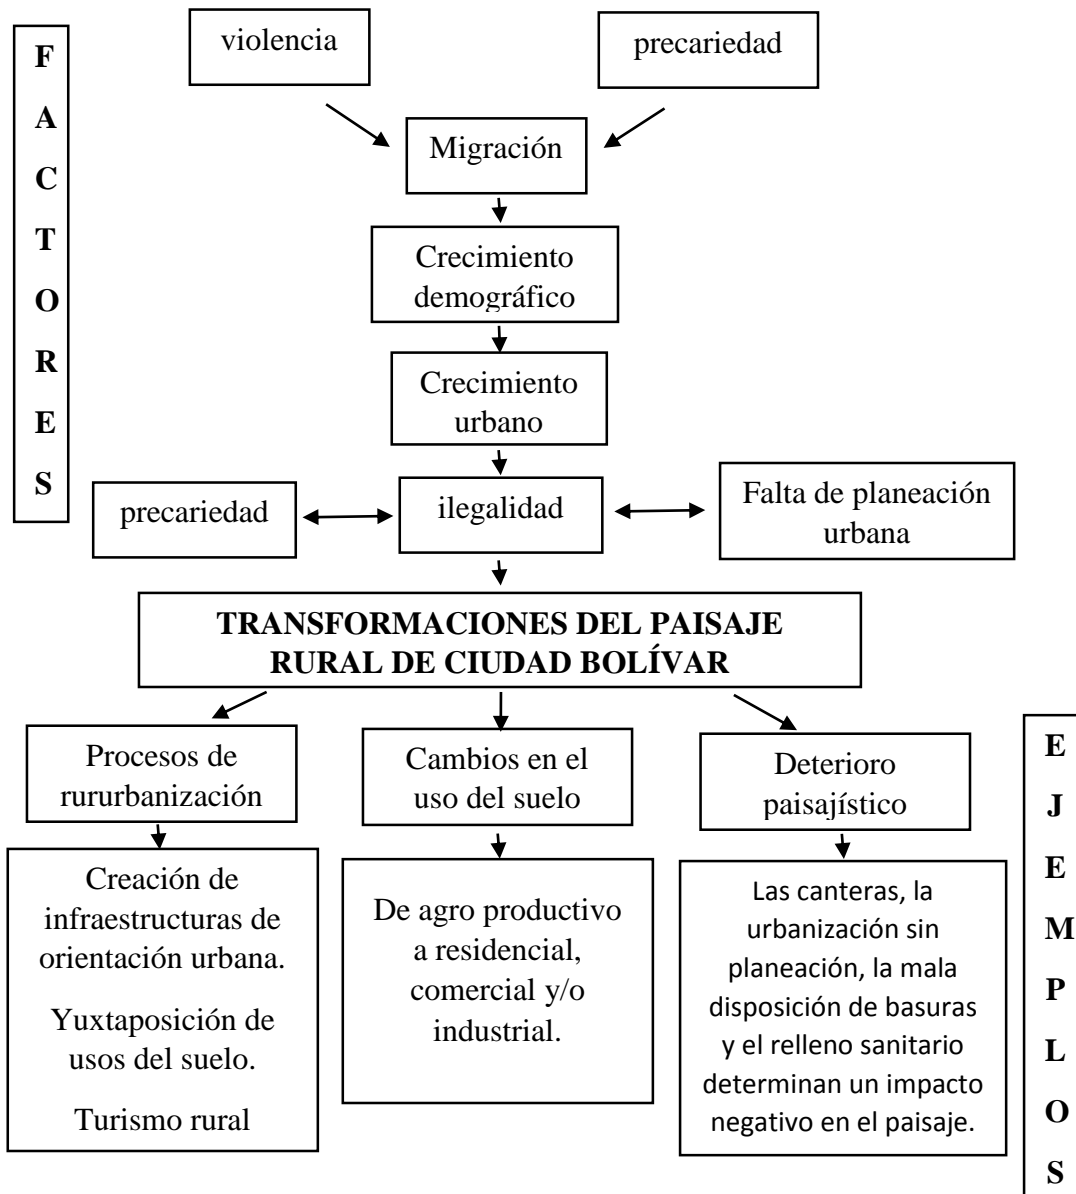 F
A
C
T
O
R
E
S
violencia
precariedad
Migración
Crecimiento
demográfico
Crecimiento
urbano
precariedad
ilegalidad
Falta de planeación
urbana
TRANSFORMACIONES DEL PAISAJE
RURAL DE CIUDAD BOLÍVAR
Procesos de
rururbanización
Cambios en el
uso del suelo
Deterioro
paisajístico
Creación de
infraestructuras de
orientación urbana.
Yuxtaposición de
usos del suelo.
Turismo rural
De agro productivo
a residencial,
comercial y/o
industrial.
Las canteras, la
urbanización sin
planeación, la mala
disposición de basuras
y el relleno sanitario
determinan un impacto
negativo en el paisaje.
E
J
E
M
P
L
O
S